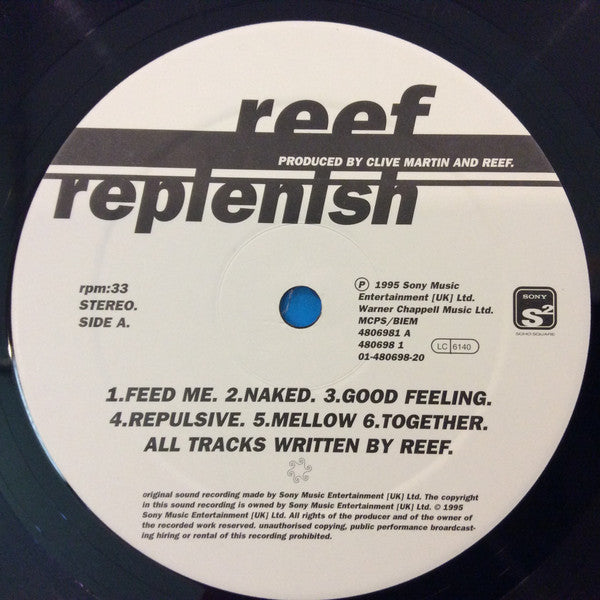 reef
PRODUCED BY CLIVE MARTIN AND REEF.
replenish
rpm:33
STEREO.
SIDE A.
℗ 1995 Sony Music
Entertainment [UK] Ltd.
Warner Chappell Music Ltd.
MCPS/BIEM
4806981 A
480698 1
01-480698-20
LC 6140
SONY
S2
SOHO SQUARE
1.FEED ME. 2.NAKED. 3.GOOD FEELING.
4.REPULSIVE. 5.MELLOW 6.TOGETHER.
ALL TRACKS WRITTEN BY REEF.
original sound recording made by Sony Music Entertainment [UK] Ltd. The copyright
in this sound recording is owned by Sony Music Entertainment [UK] Ltd. © 1995
Sony Music Entertainment [UK] Ltd. All rights of the producer and of the owner of
the recorded work reserved. unauthorised copying, public performance broadcast-
ing hiring or rental of this recording prohibited.